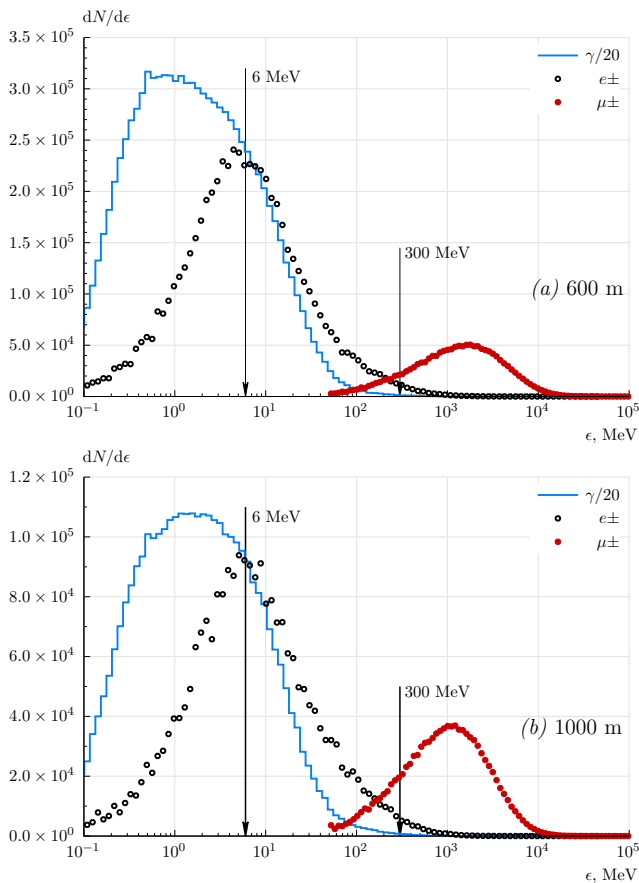 dN/dϵ
3.5 × 10⁵
3.0 × 10⁵
2.5 × 10⁵
2.0 × 10⁵
1.5 × 10⁵
1.0 × 10⁵
5.0 × 10⁴
0.0 × 10⁰
γ/20
e±
μ±
6 MeV
300 MeV
(a) 600 m
10⁻¹ 10⁰ 10¹ 10² 10³ 10⁴ 10⁵
ϵ, MeV
dN/dϵ
1.2 × 10⁵
1.0 × 10⁵
8.0 × 10⁴
6.0 × 10⁴
4.0 × 10⁴
2.0 × 10⁴
0.0 × 10⁰
γ/20
e±
μ±
6 MeV
300 MeV
(b) 1000 m
10⁻¹ 10⁰ 10¹ 10² 10³ 10⁴ 10⁵
ϵ, MeV